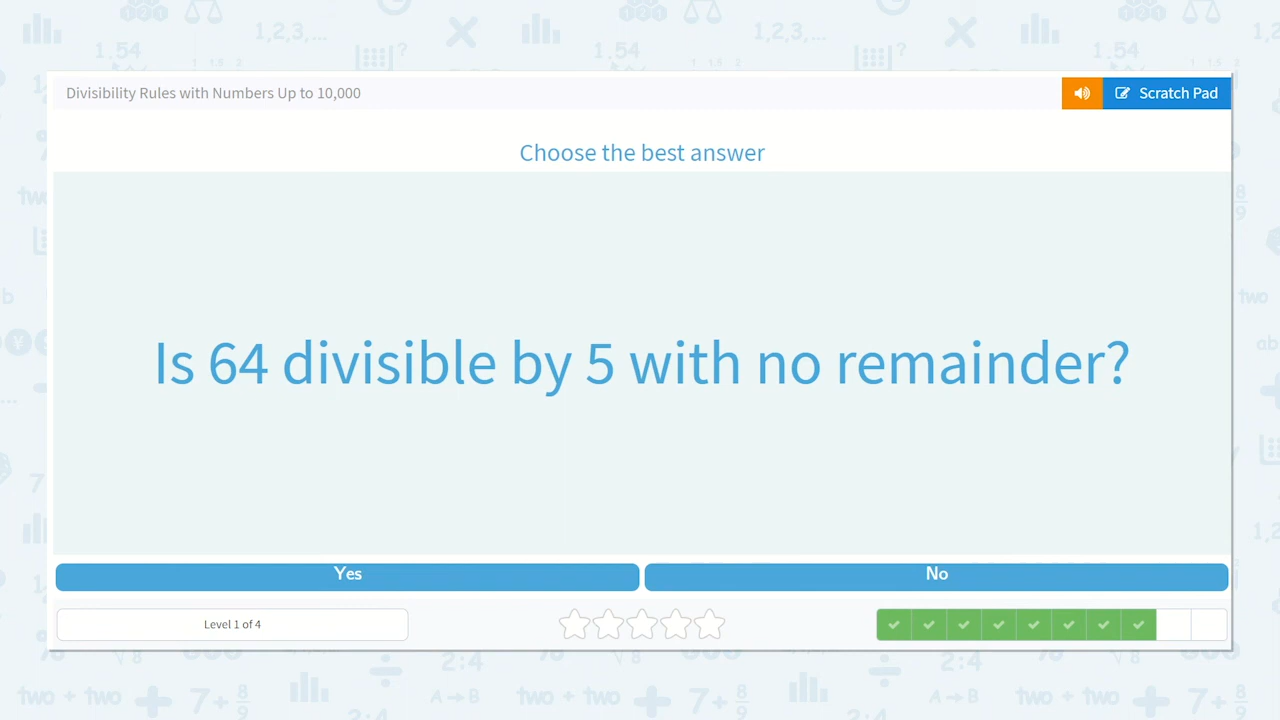 Divisibility Rules with Numbers Up to 10,000
Scratch Pad
Choose the best answer
Is 64 divisible by 5 with no remainder?
Yes
No
Level 1 of 4